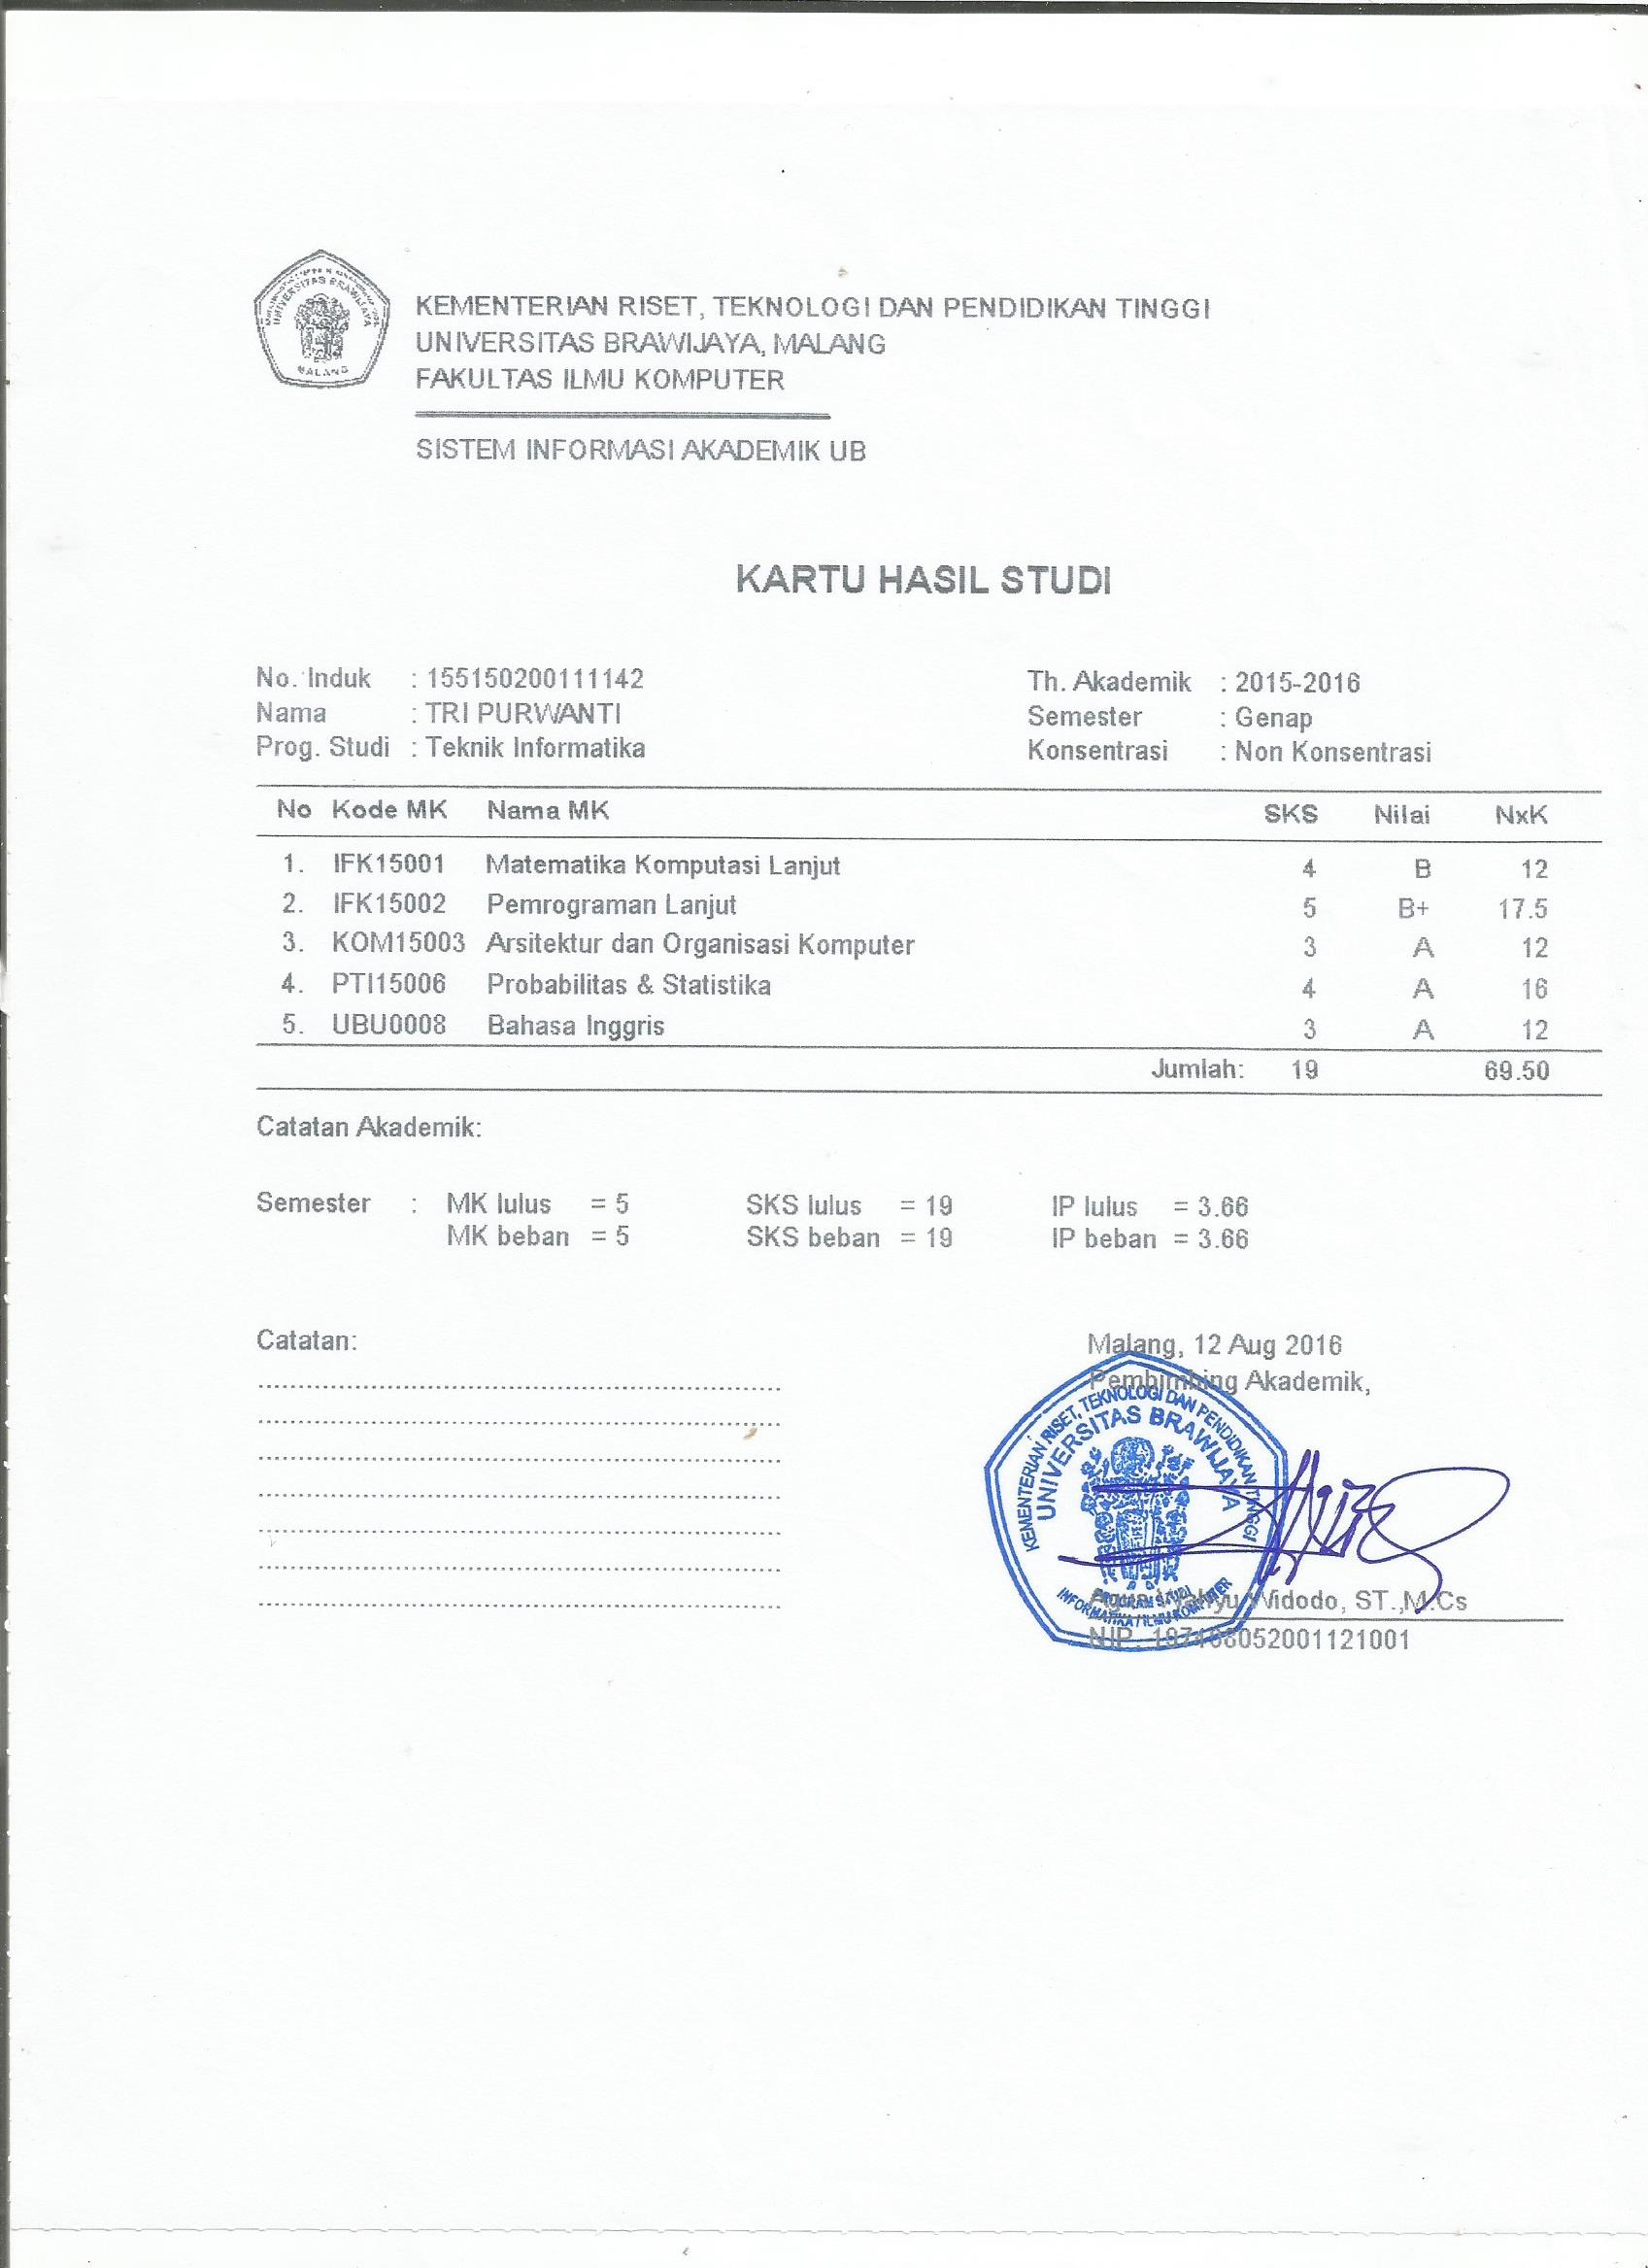 UNIVERSITAS BRAWIJAYA
MALANG
KEMENTERIAN RISET, TEKNOLOGI DAN PENDIDIKAN TINGGI
UNIVERSITAS BRAWIJAYA, MALANG
FAKULTAS ILMU KOMPUTER
SISTEM INFORMASI AKADEMIK UB
KARTU HASIL STUDI
No. Induk : 155150200111142 Th. Akademik : 2015-2016
Nama : TRI PURWANTI Semester : Genap
Prog. Studi : Teknik Informatika Konsentrasi : Non Konsentrasi
No Kode MK Nama MK SKS Nilai NxK
1. IFK15001 Matematika Komputasi Lanjut 4 B 12
2. IFK15002 Pemrograman Lanjut 5 B+ 17.5
3. KOM15003 Arsitektur dan Organisasi Komputer 3 A 12
4. PTI15006 Probabilitas & Statistika 4 A 16
5. UBU0008 Bahasa Inggris 3 A 12
Jumlah: 19 69.50
Catatan Akademik:
Semester : MK lulus = 5 SKS lulus = 19 IP lulus = 3.66
MK beban = 5 SKS beban = 19 IP beban = 3.66
Catatan: Malang, 12 Aug 2016
Pembimbing Akademik,
KEMENTERIAN RISET, TEKNOLOGI DAN PENDIDIKAN TINGGI
UNIVERSITAS BRAWIJAYA
PROGRAM STUDI
INFORMATIKA / ILMU KOMPUTER
Agus Wahyu Widodo, ST.,M.Cs
NIP.